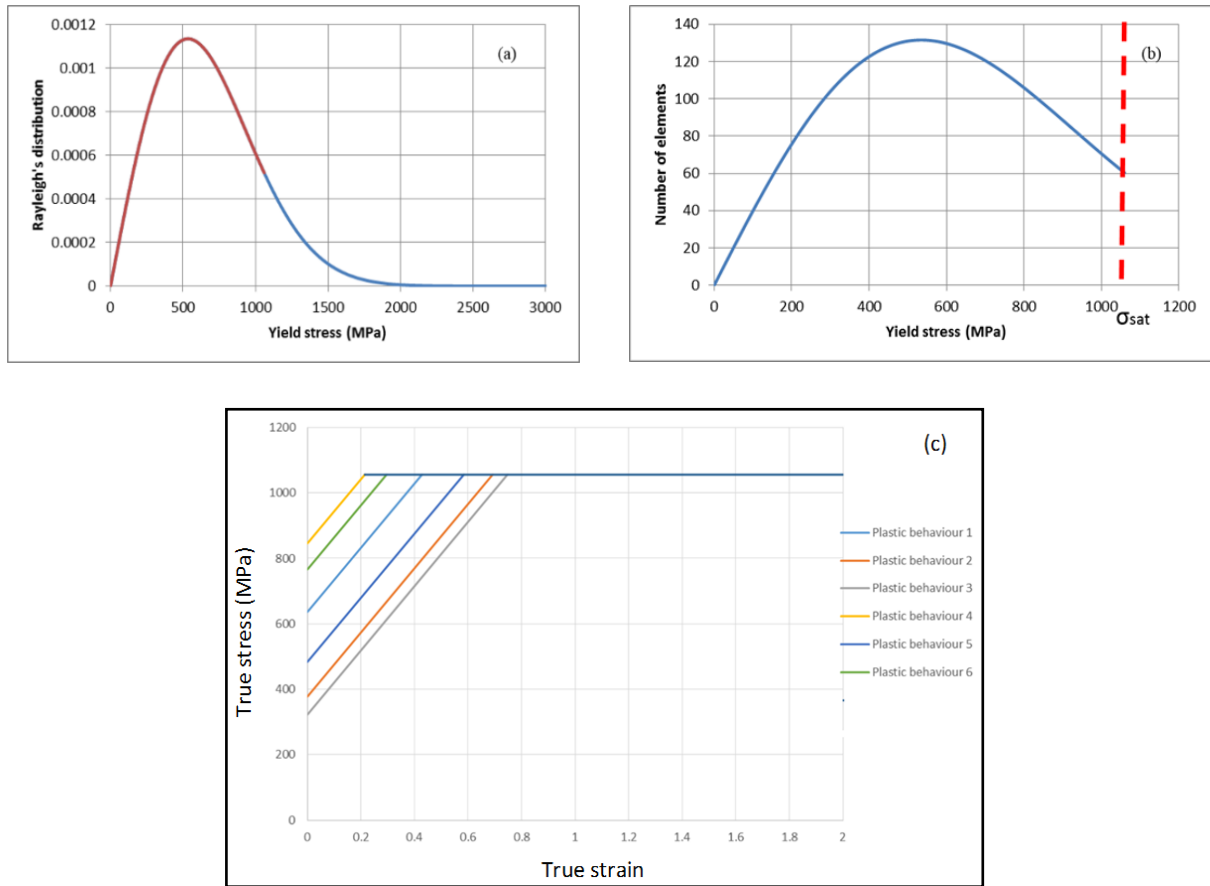 (a)
Rayleigh's distribution
0.0012
0.001
0.0008
0.0006
0.0004
0.0002
0
0 500 1000 1500 2000 2500 3000
Yield stress (MPa)
(b)
Number of elements
140
120
100
80
60
40
20
0
0 200 400 600 800 1000 1200
σsat
Yield stress (MPa)
(c)
True stress (MPa)
1200
1000
800
600
400
200
0
0 0.2 0.4 0.6 0.8 1 1.2 1.4 1.6 1.8 2
True strain
Plastic behaviour 1
Plastic behaviour 2
Plastic behaviour 3
Plastic behaviour 4
Plastic behaviour 5
Plastic behaviour 6